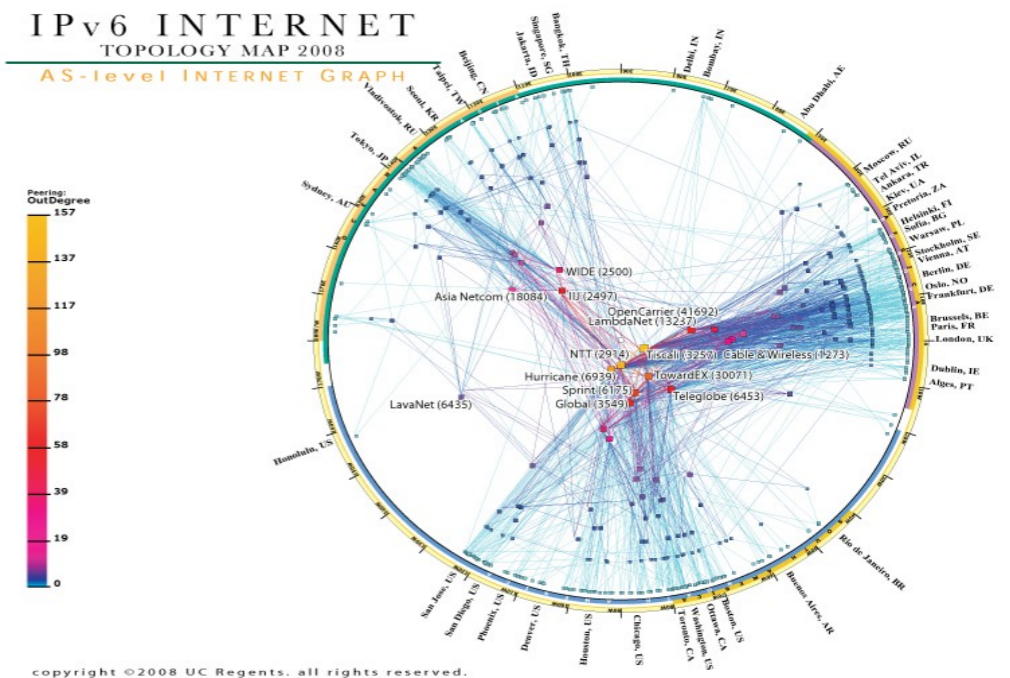 IPv6 INTERNET
TOPOLOGY MAP 2008
AS-level INTERNET GRAPH
Peering:
OutDegree
157
137
117
98
78
58
39
19
0
Sydney, AU
Tokyo, JP
Vladivostok, RU
Seoul, KR
Taipei, TW
Beijing, CN
Jakarta, ID
Singapore, SG
Bangkok, TH
Delhi, IN
Bombay, IN
Abu Dhabi, AE
Moscow, RU
Tel Aviv, IL
Ankara, TR
Kiev, UA
Pretoria, ZA
Helsinki, FI
Sofia, BG
Warsaw, PL
Stockholm, SE
Vienna, AT
Berlin, DE
Oslo, NO
Frankfurt, DE
Brussels, BE
Paris, FR
London, UK
Dublin, IE
Alges, PT
WIDE (2500)
Asia Netcom (18084)
IIJ (2497)
OpenCarrier (41692)
LambdaNet (13237)
NTT (2914)
Tiscali (3257)
Cable & Wireless (1273)
Hurricane (6939)
TowardEX (30071)
Sprint (6175)
Teleglobe (6453)
Global (3549)
LavaNet (6435)
Honolulu, US
San Jose, US
San Diego, US
Phoenix, US
Denver, US
Houston, US
Chicago, US
Toronto, CA
Washington, US
Ottawa, CA
Boston, US
Buenos Aires, AR
Rio de Janeiro, BR
copyright ©2008 UC Regents. all rights reserved.